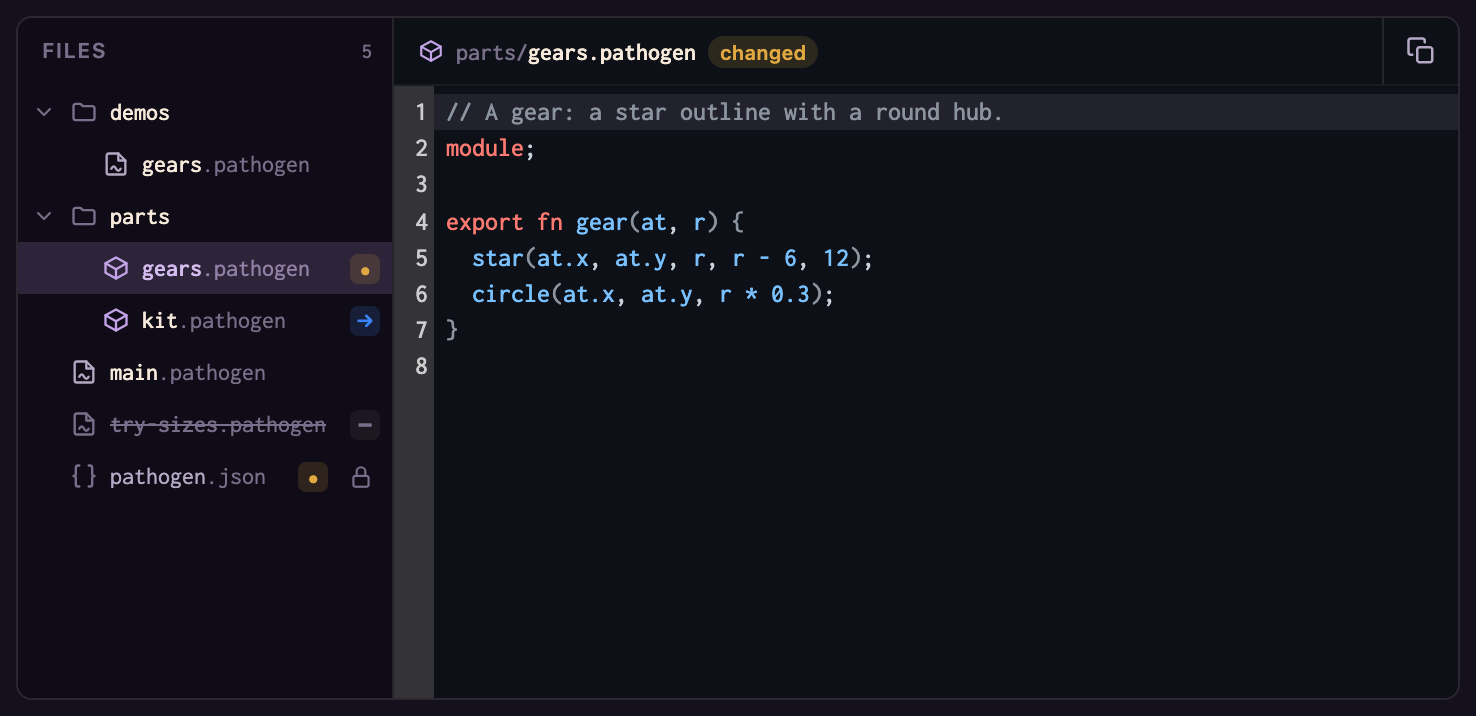 FILES 5
demos
gears.pathogen
parts
gears.pathogen
kit.pathogen
main.pathogen
try-sizes.pathogen
{} pathogen.json
parts/gears.pathogen changed
1 // A gear: a star outline with a round hub.
2 module;
3
4 export fn gear(at, r) {
5   star(at.x, at.y, r, r - 6, 12);
6   circle(at.x, at.y, r * 0.3);
7 }
8